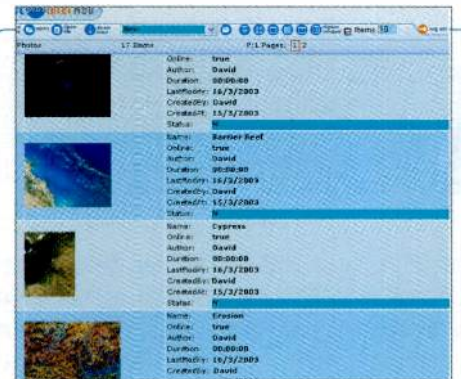 Items 10
Photos 17 Items P:1 Pages: 1 2
Online: true
Author: David
Duration: 00:00:00
LastModify: 16/3/2003
CreatedBy: David
CreatedAt: 15/3/2003
Status:
Name: Barrier Reef
Online: true
Author: David
Duration: 00:00:00
LastModify: 16/3/2003
CreatedBy: David
CreatedAt: 15/3/2003
Status:
Name: Cypress
Online: true
Author: David
Duration: 00:00:00
LastModify: 16/3/2003
CreatedBy: David
CreatedAt: 15/3/2003
Status:
Name: Erosion
Online: true
Author: David
Duration: 00:00:00
LastModify: 16/3/2003
CreatedBy: David